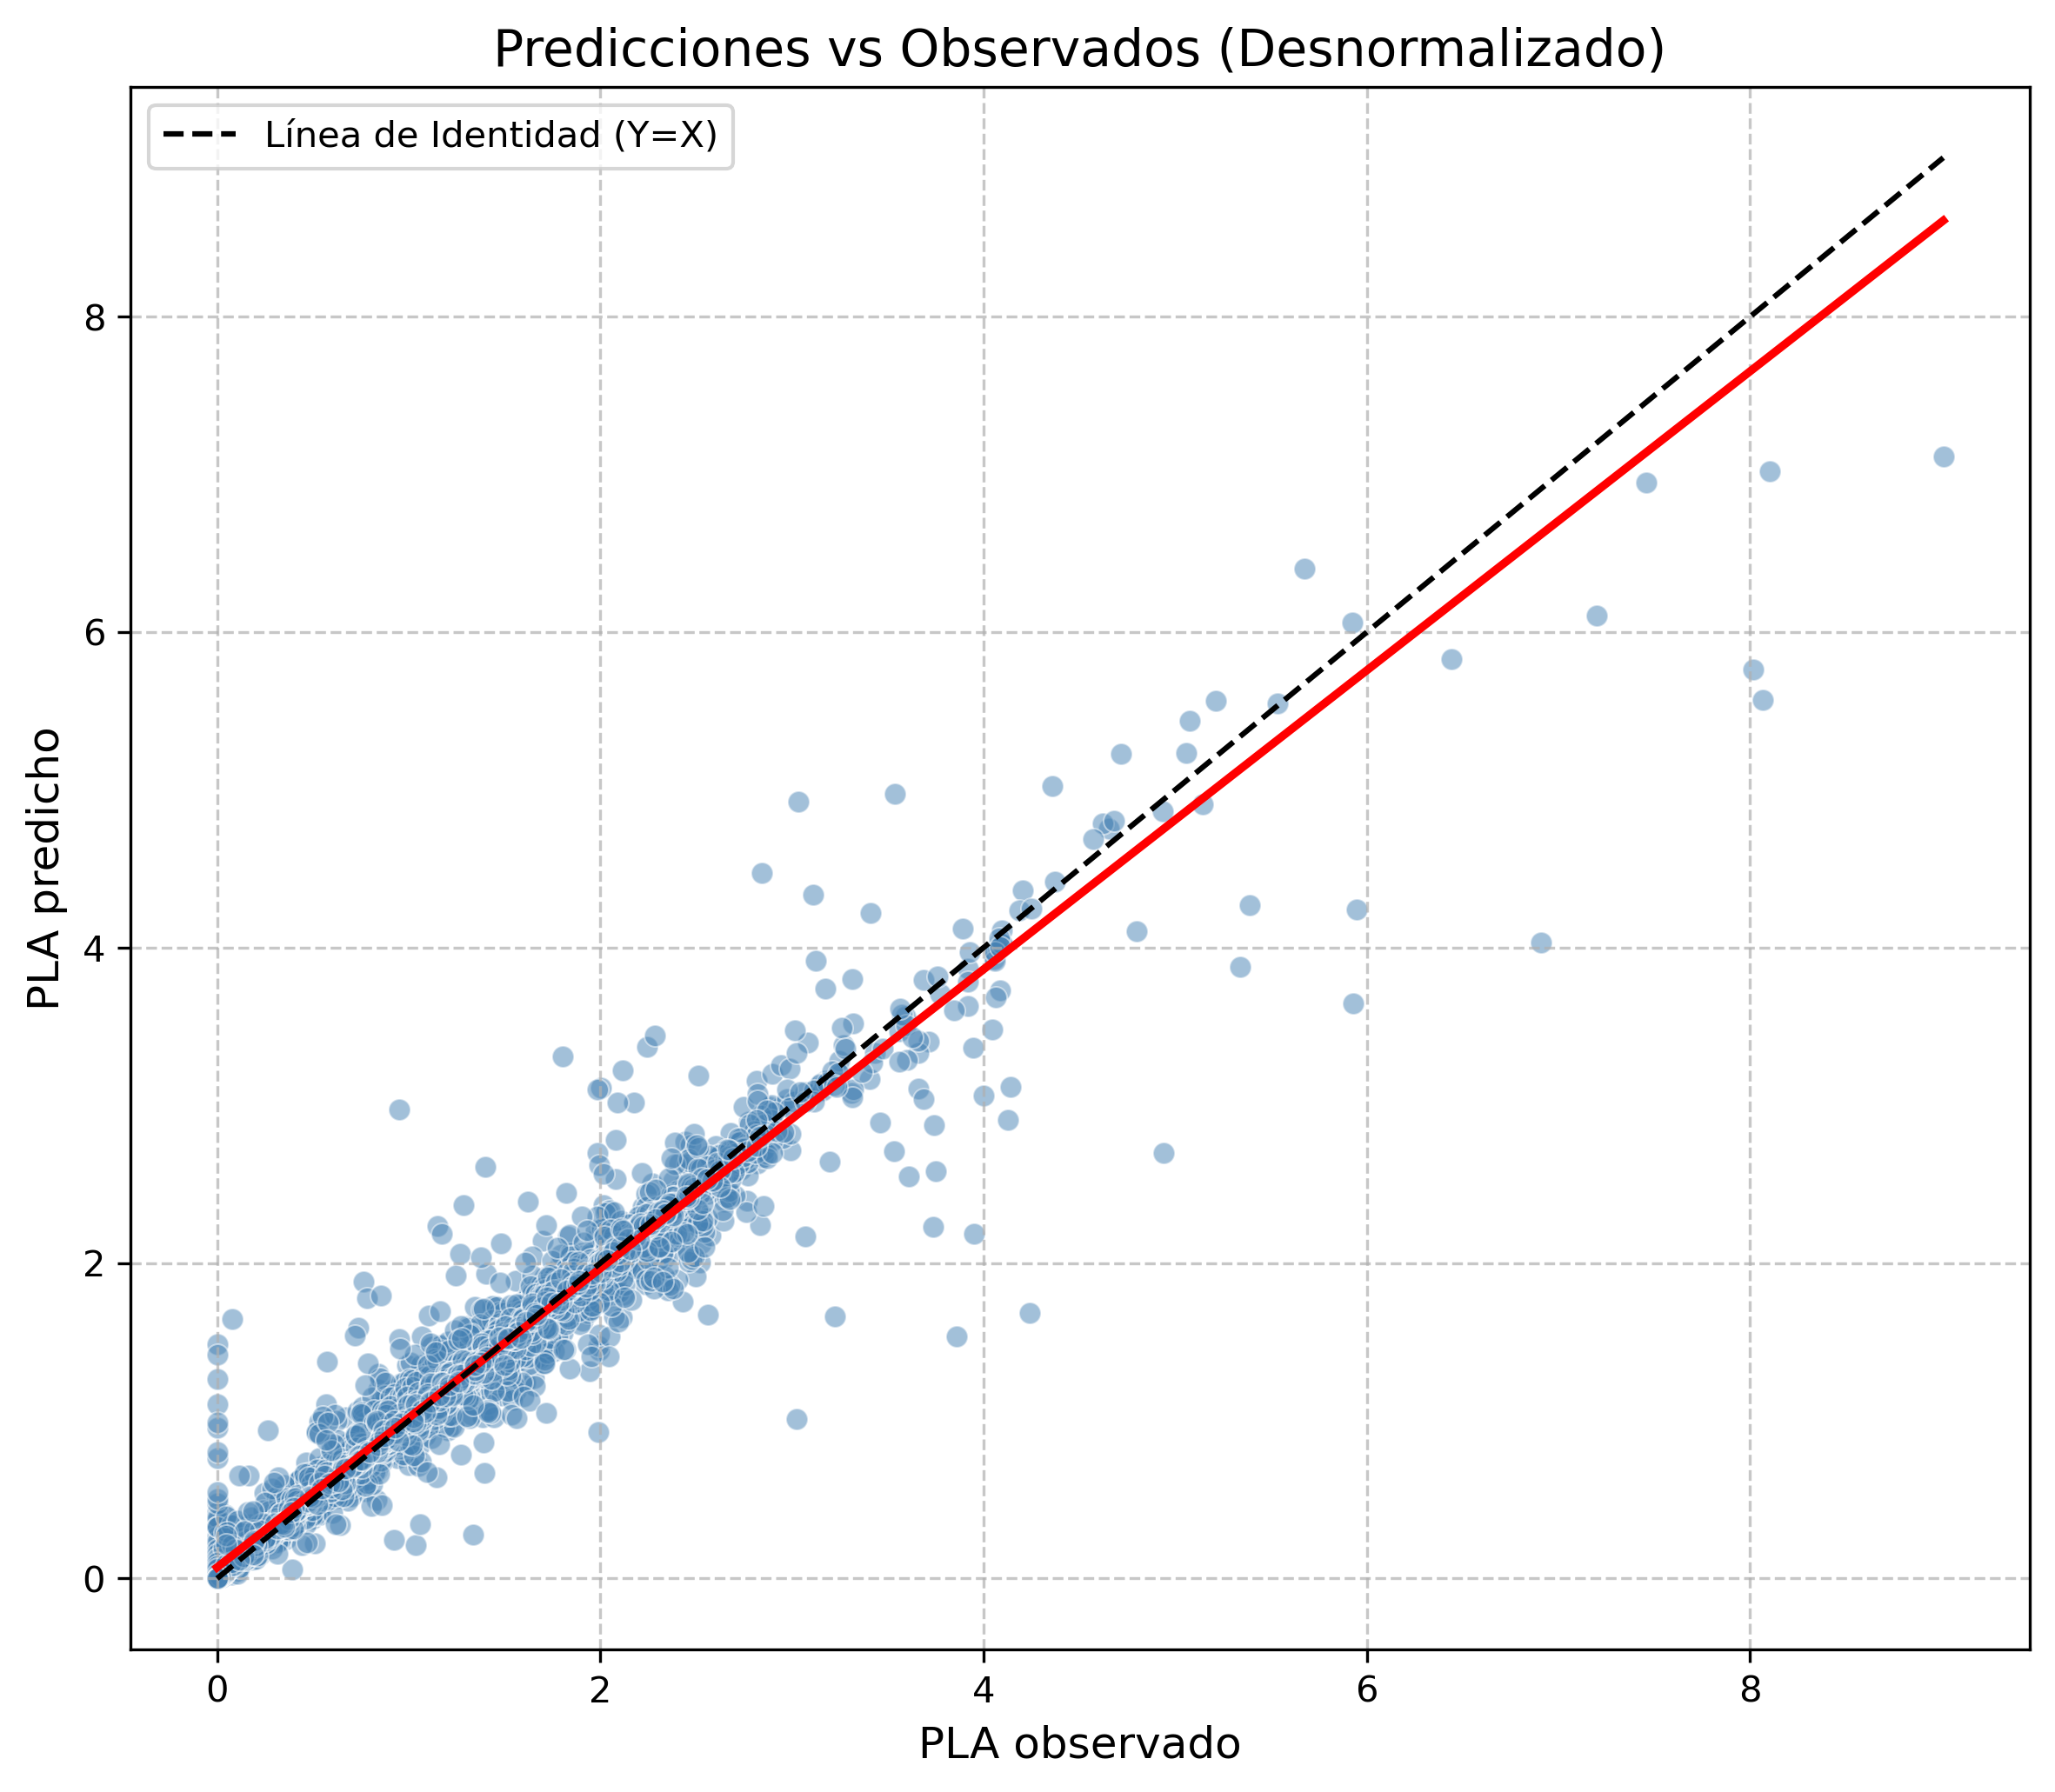 Predicciones vs Observados (Desnormalizado)
Línea de Identidad (Y=X)
8
6
4
2
0
PLA predicho
0 2 4 6 8
PLA observado